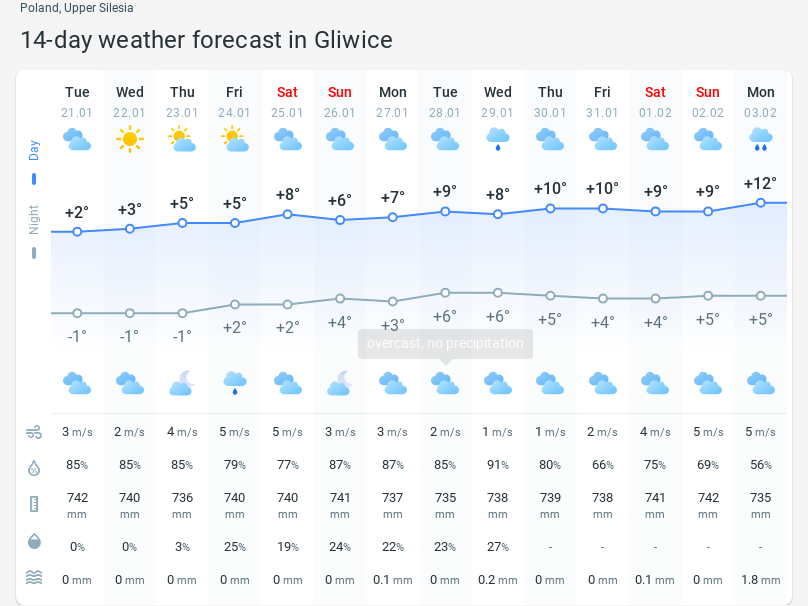 Poland, Upper Silesia
14-day weather forecast in Gliwice
Tue Wed Thu Fri Sat Sun Mon Tue Wed Thu Fri Sat Sun Mon
21.01 22.01 23.01 24.01 25.01 26.01 27.01 28.01 29.01 30.01 31.01 01.02 02.02 03.02
Day
Night
+2° +3° +5° +5° +8° +6° +7° +9° +8° +10° +10° +9° +9° +12°
-1° -1° -1° +2° +2° +4° +3° +6° +6° +5° +4° +4° +5° +5°
overcast, no precipitation
3 m/s 2 m/s 4 m/s 5 m/s 5 m/s 3 m/s 3 m/s 2 m/s 1 m/s 1 m/s 2 m/s 4 m/s 5 m/s 5 m/s
85% 85% 85% 79% 77% 87% 87% 85% 91% 80% 66% 75% 69% 56%
742 740 736 740 740 741 737 735 738 739 738 741 742 735
mm mm mm mm mm mm mm mm mm mm mm mm mm mm
0% 0% 3% 25% 19% 24% 22% 23% 27% - - - - -
0 mm 0 mm 0 mm 0 mm 0 mm 0 mm 0.1 mm 0 mm 0.2 mm 0 mm 0 mm 0.1 mm 0 mm 1.8 mm